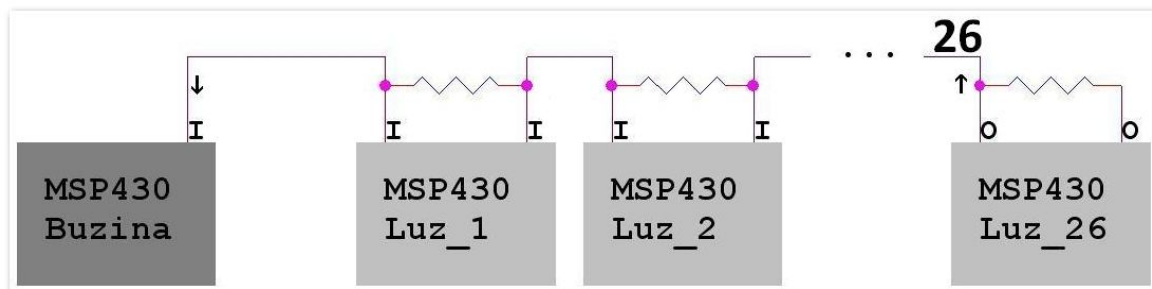 ... 26
↓ ↑
I I I I I O O
MSP430 MSP430 MSP430 MSP430
Buzina Luz_1 Luz_2 Luz_26